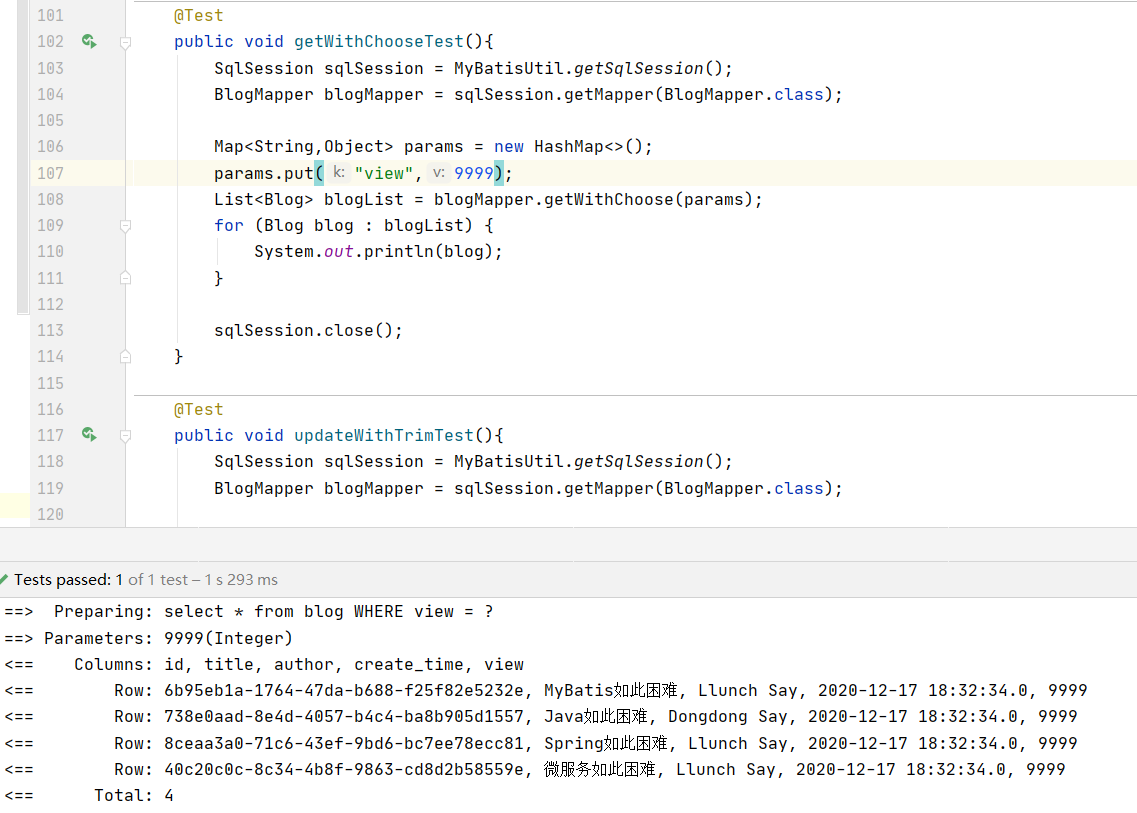 101 @Test
102 public void getWithChooseTest(){
103 SqlSession sqlSession = MyBatisUtil.getSqlSession();
104 BlogMapper blogMapper = sqlSession.getMapper(BlogMapper.class);
105
106 Map<String,Object> params = new HashMap<>();
107 params.put( k: "view", v: 9999);
108 List<Blog> blogList = blogMapper.getWithChoose(params);
109 for (Blog blog : blogList) {
110 System.out.println(blog);
111 }
112
113 sqlSession.close();
114 }
115
116 @Test
117 public void updateWithTrimTest(){
118 SqlSession sqlSession = MyBatisUtil.getSqlSession();
119 BlogMapper blogMapper = sqlSession.getMapper(BlogMapper.class);
120
Tests passed: 1 of 1 test – 1 s 293 ms
==>  Preparing: select * from blog WHERE view = ?
==> Parameters: 9999(Integer)
<==    Columns: id, title, author, create_time, view
<==        Row: 6b95eb1a-1764-47da-b688-f25f82e5232e, MyBatis如此困难, Llunch Say, 2020-12-17 18:32:34.0, 9999
<==        Row: 738e0aad-8e4d-4057-b4c4-ba8b905d1557, Java如此困难, Dongdong Say, 2020-12-17 18:32:34.0, 9999
<==        Row: 8ceaa3a0-71c6-43ef-9bd6-bc7ee78ecc81, Spring如此困难, Llunch Say, 2020-12-17 18:32:34.0, 9999
<==        Row: 40c20c0c-8c34-4b8f-9863-cd8d2b58559e, 微服务如此困难, Llunch Say, 2020-12-17 18:32:34.0, 9999
<==      Total: 4